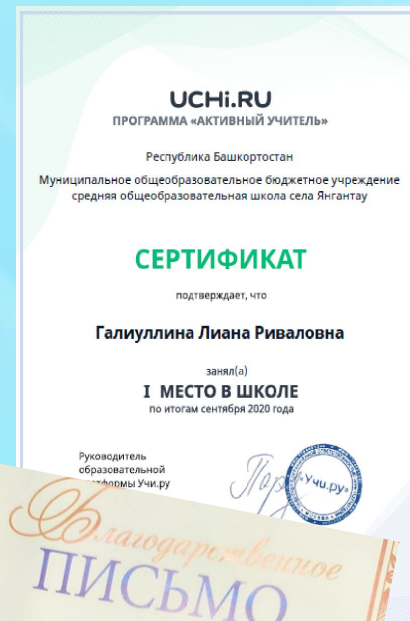 UCHi.RU
ПРОГРАММА «АКТИВНЫЙ УЧИТЕЛЬ»
Республика Башкортостан
Муниципальное общеобразовательное бюджетное учреждение
средняя общеобразовательная школа села Янгантау
СЕРТИФИКАТ
подтверждает, что
Галиуллина Лиана Риваловна
занял(а)
I МЕСТО В ШКОЛЕ
по итогам сентября 2020 года
Руководитель
образовательной
платформы Учи.ру
«Учи.ру»
Благодарственное
ПИСЬМО